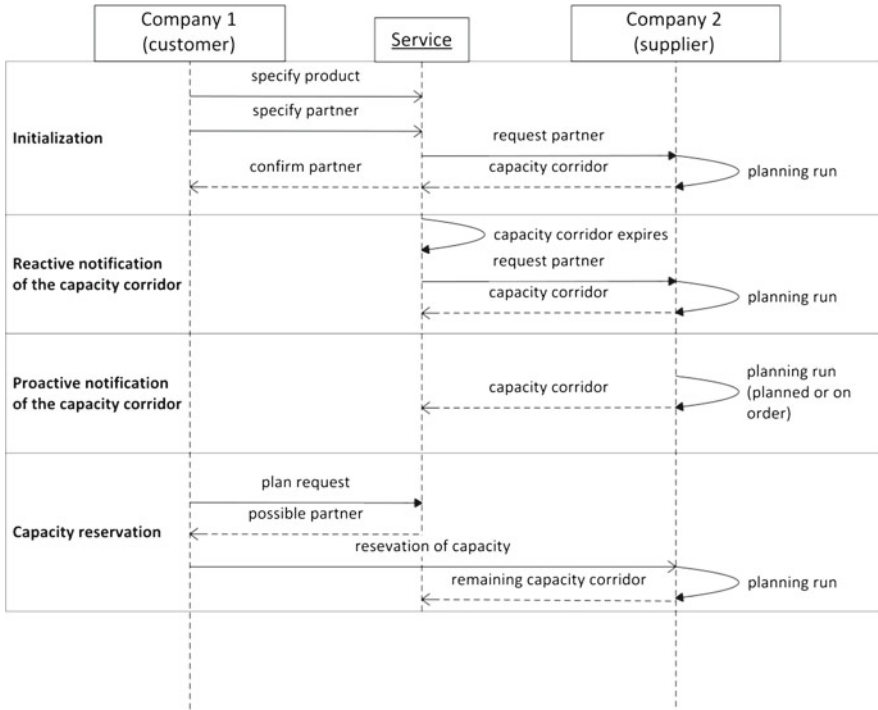 Company 1
(customer)
Service
Company 2
(supplier)
Initialization
specify product
specify partner
request partner
confirm partner
capacity corridor
planning run
Reactive notification
of the capacity corridor
capacity corridor expires
request partner
capacity corridor
planning run
Proactive notification
of the capacity corridor
capacity corridor
planning run
(planned or on
order)
Capacity reservation
plan request
possible partner
resevation of capacity
remaining capacity corridor
planning run